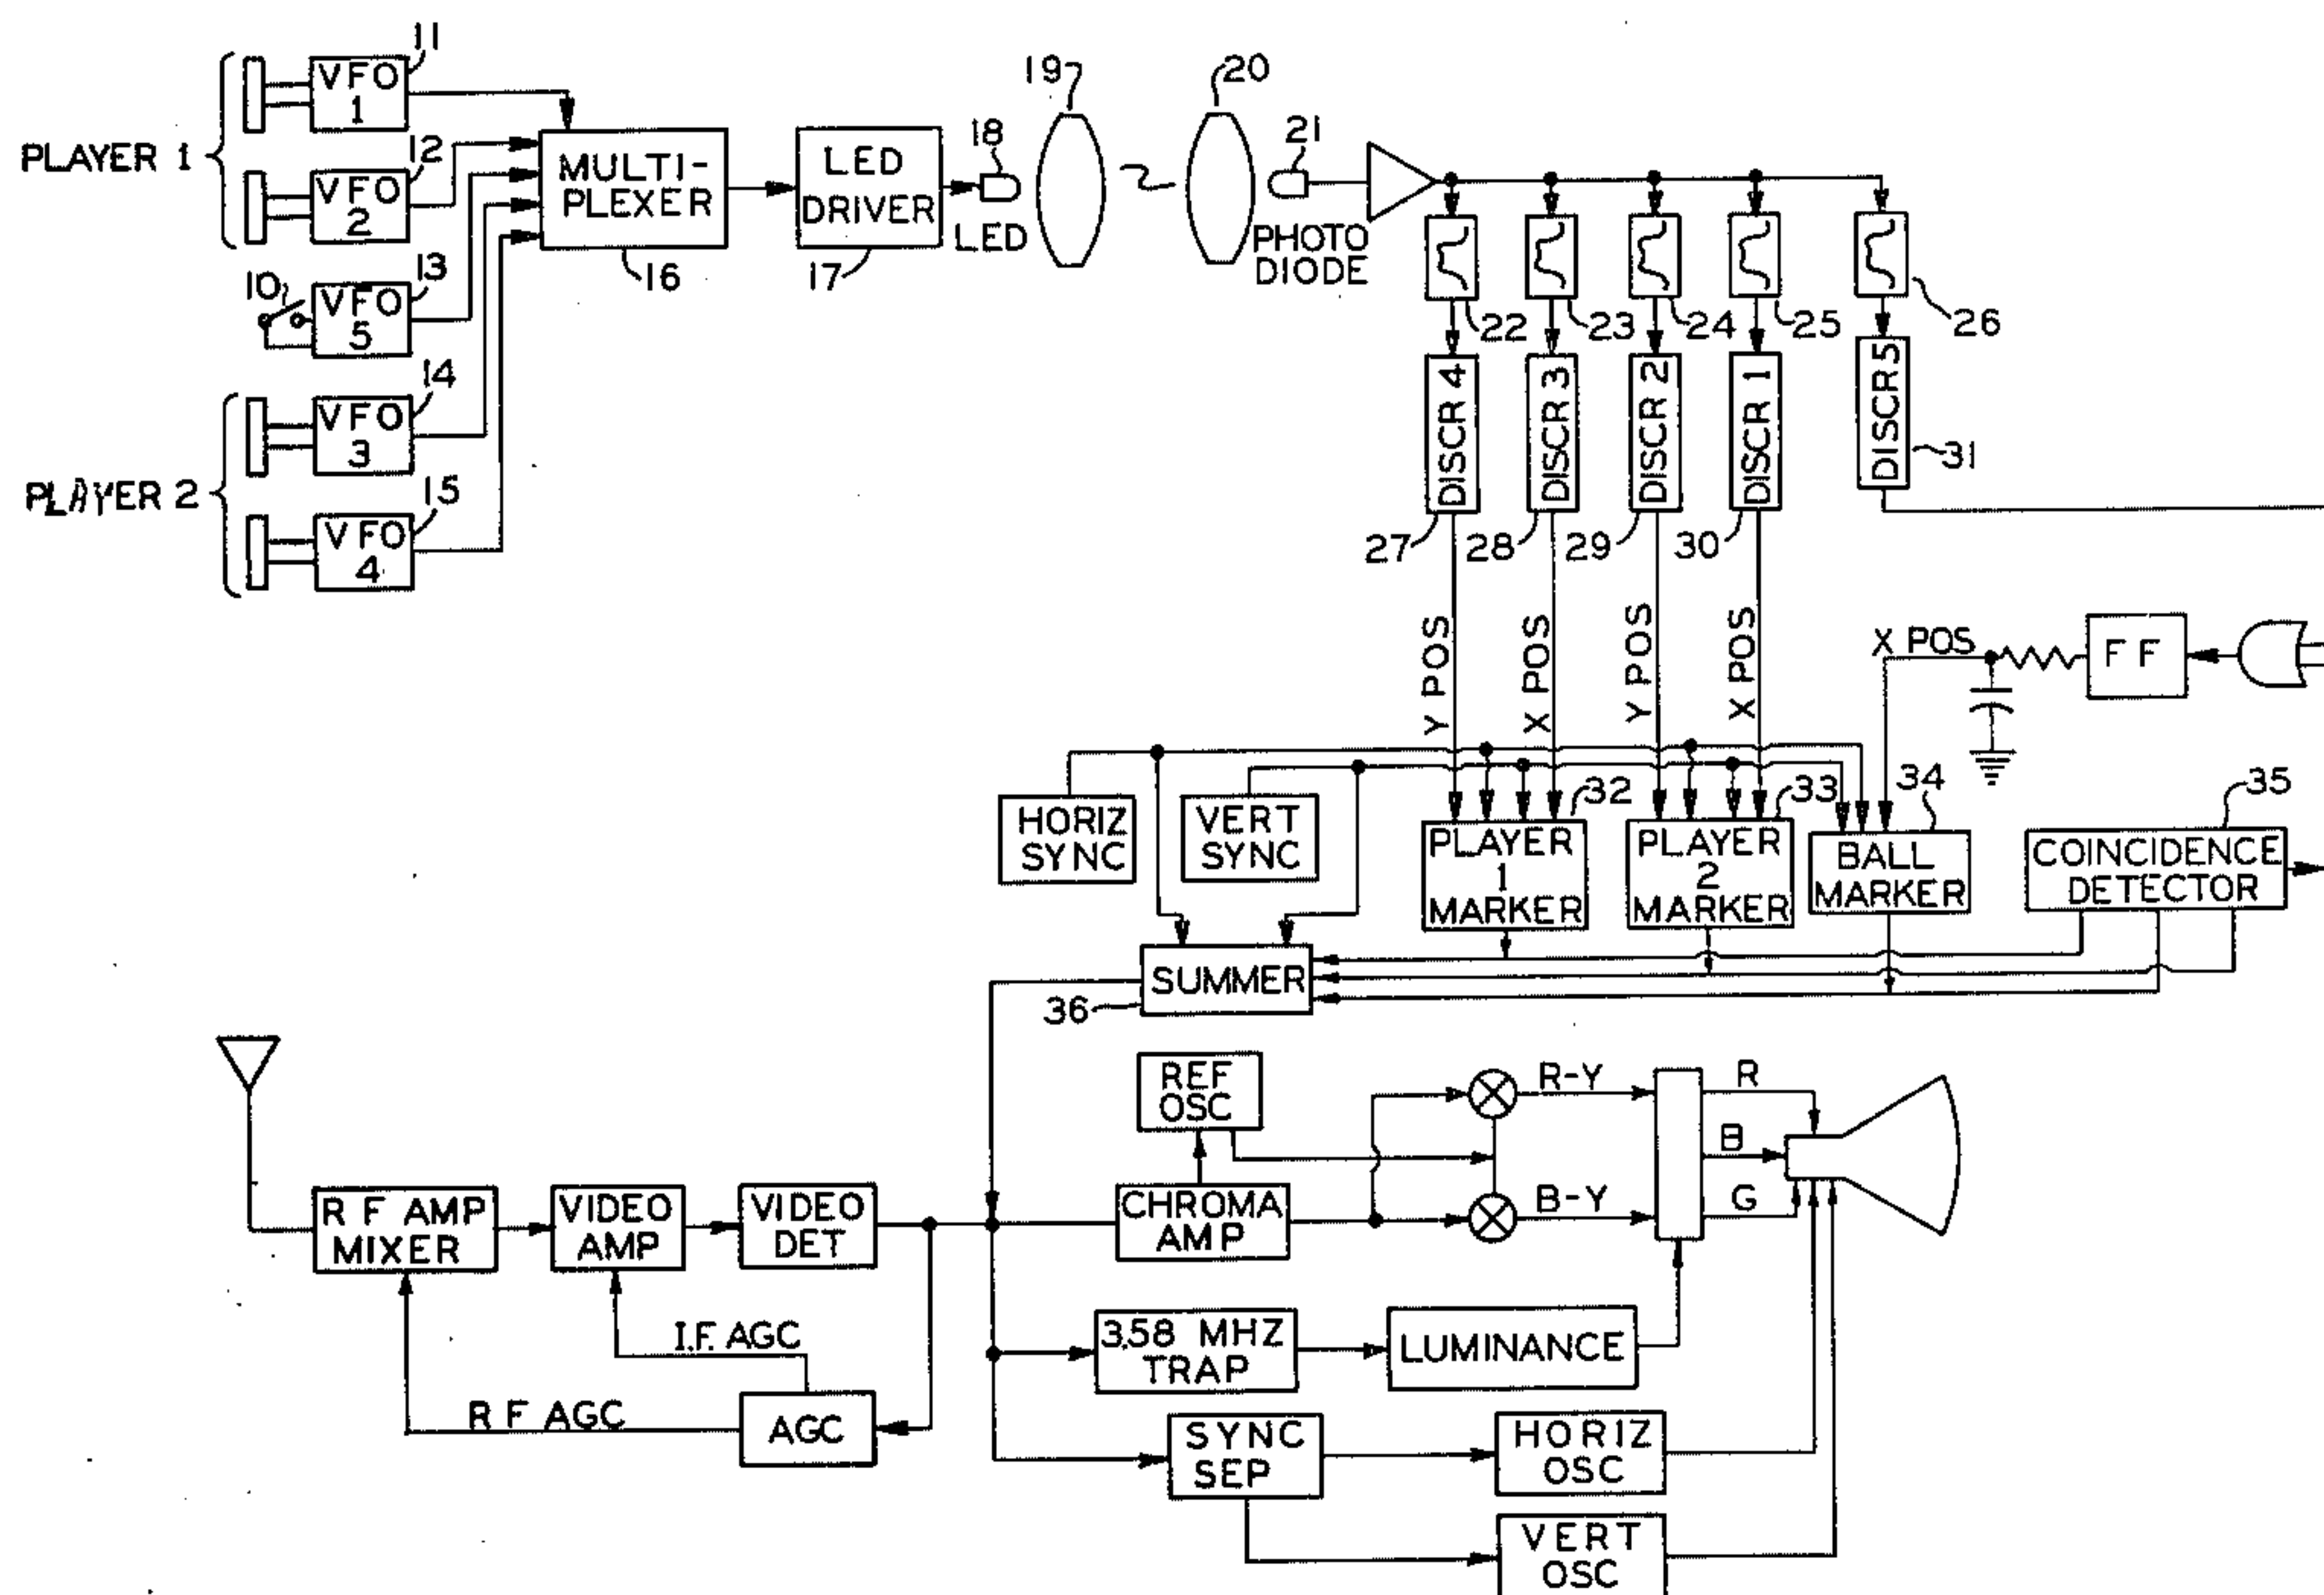 PLAYER 1
VFO
1
11
VFO
2
12
10
VFO
5
13
PLAYER 2
VFO
3
14
VFO
4
15
MULTI-
PLEXER
16
LED
DRIVER
17
18
LED
19
20
21
PHOTO
DIODE
22
23
24
25
26
DISCR 4
DISCR 3
DISCR 2
DISCR 1
DISCR 5
27
28
29
30
31
Y POS
X POS
Y POS
X POS
X POS
FF
HORIZ
SYNC
VERT
SYNC
PLAYER
1
MARKER
32
PLAYER
2
MARKER
33
BALL
MARKER
34
COINCIDENCE
DETECTOR
35
SUMMER
36
REF
OSC
R-Y
R
B
B-Y
G
RF AMP
MIXER
VIDEO
AMP
VIDEO
DET
CHROMA
AMP
I.F. AGC
RF AGC
AGC
3.58 MHZ
TRAP
LUMINANCE
SYNC
SEP
HORIZ
OSC
VERT
OSC